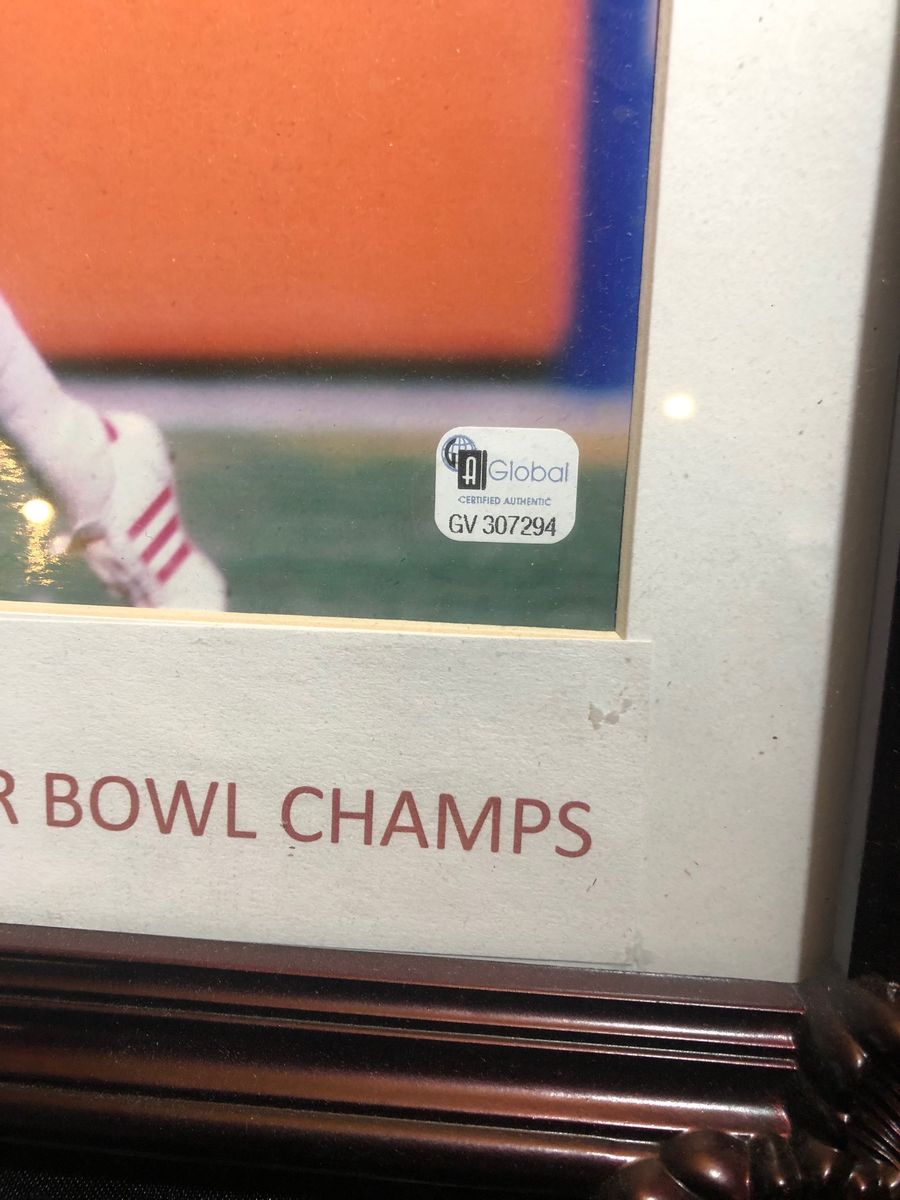 A Global
CERTIFIED AUTHENTIC
GV 307294
R BOWL CHAMPS